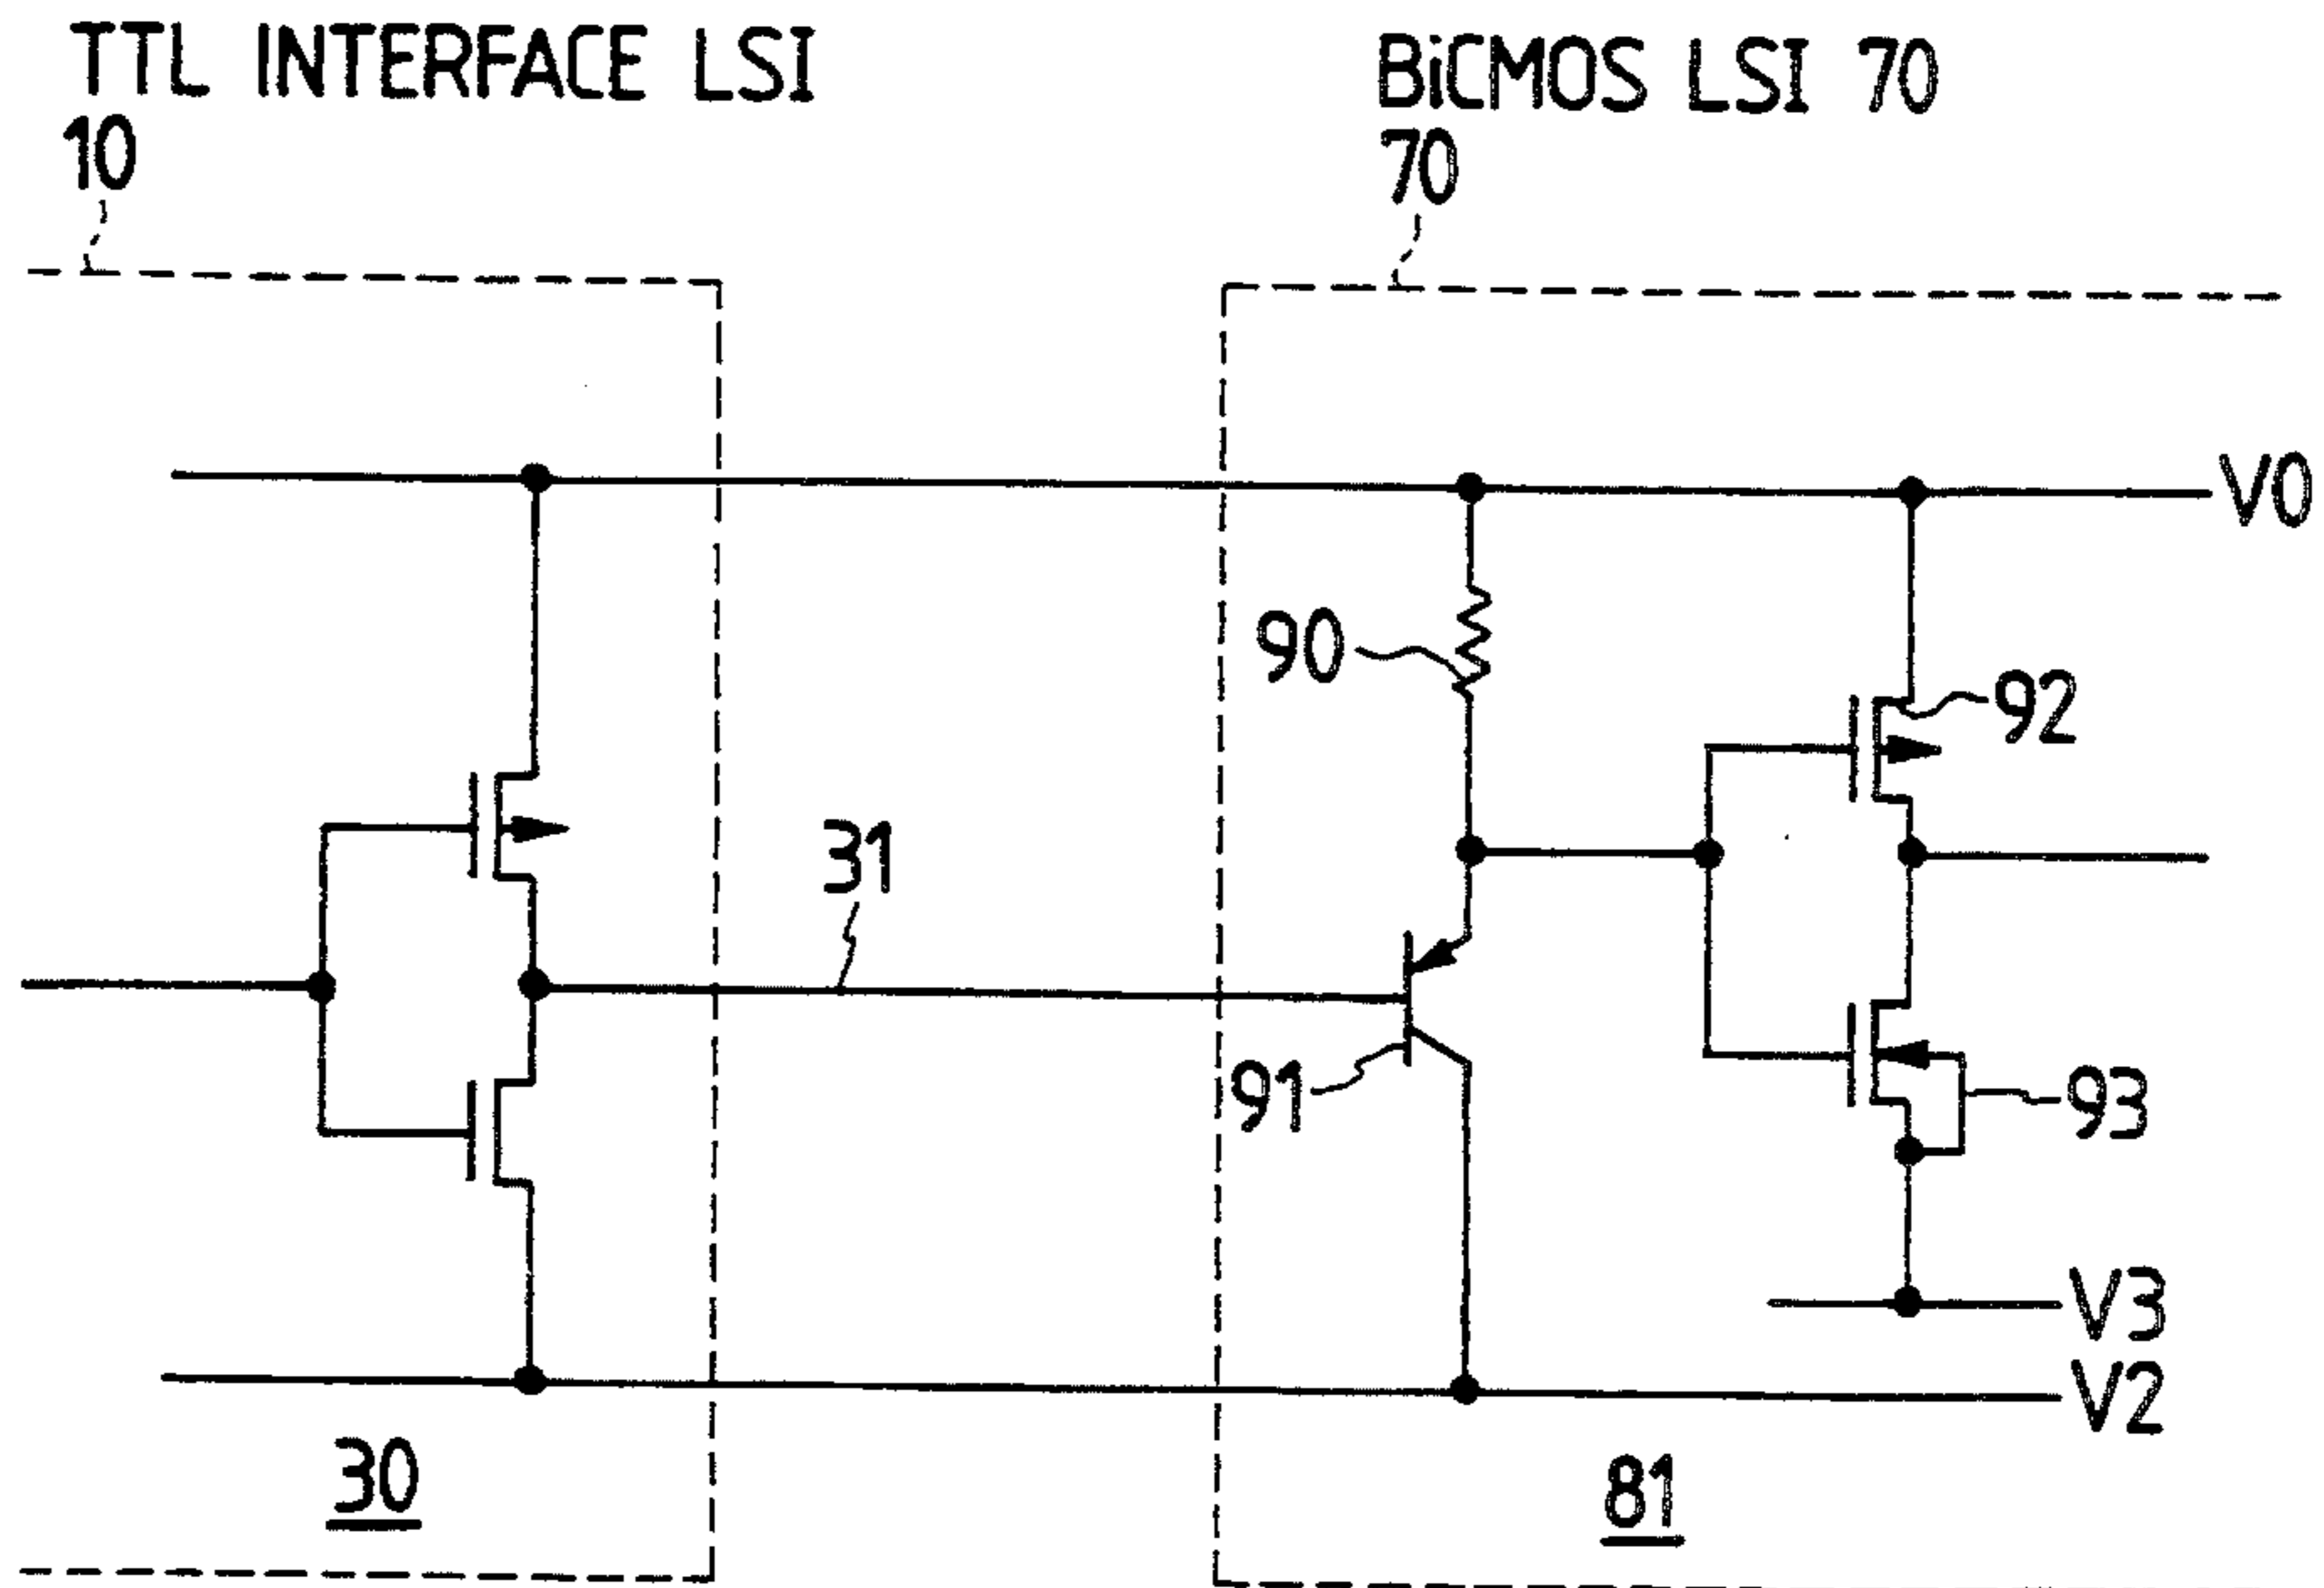 TTL INTERFACE LSI
10
BiCMOS LSI 70
70
V0
90
92
31
91
93
V3
V2
30
81